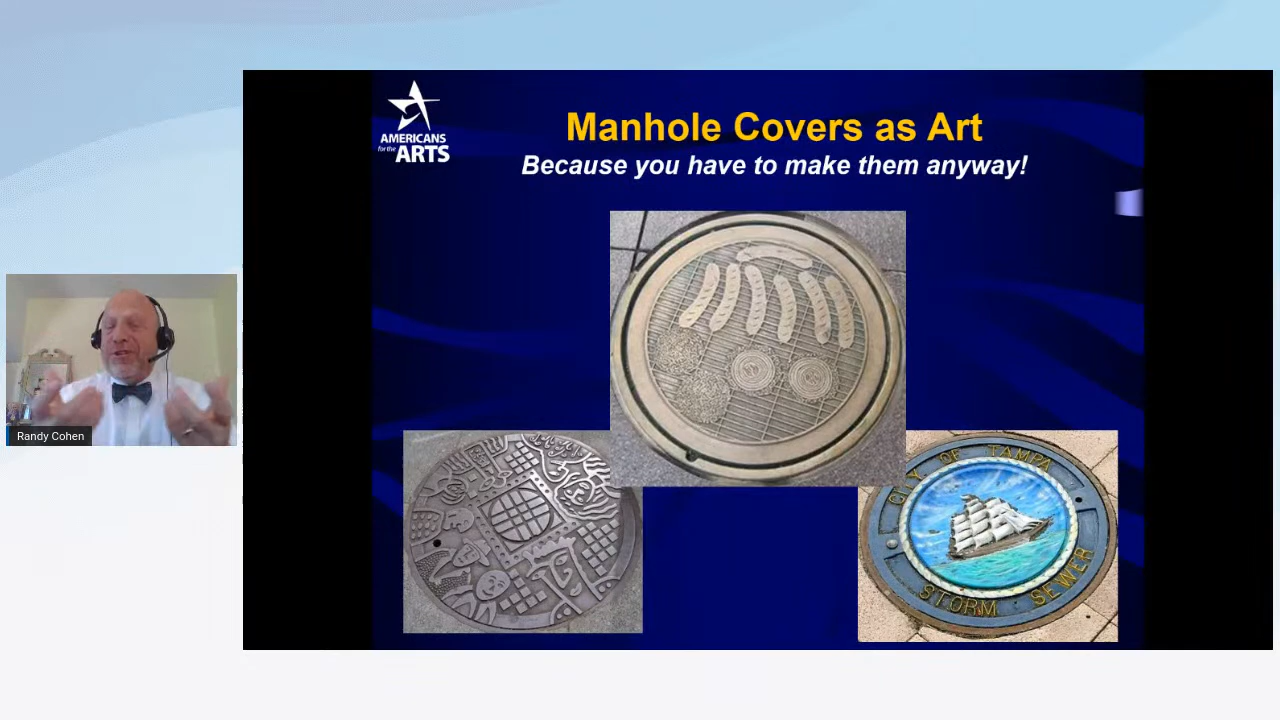 AMERICANS
for the ARTS
Manhole Covers as Art
Because you have to make them anyway!
Randy Cohen
CITY OF TAMPA
STORM SEWER